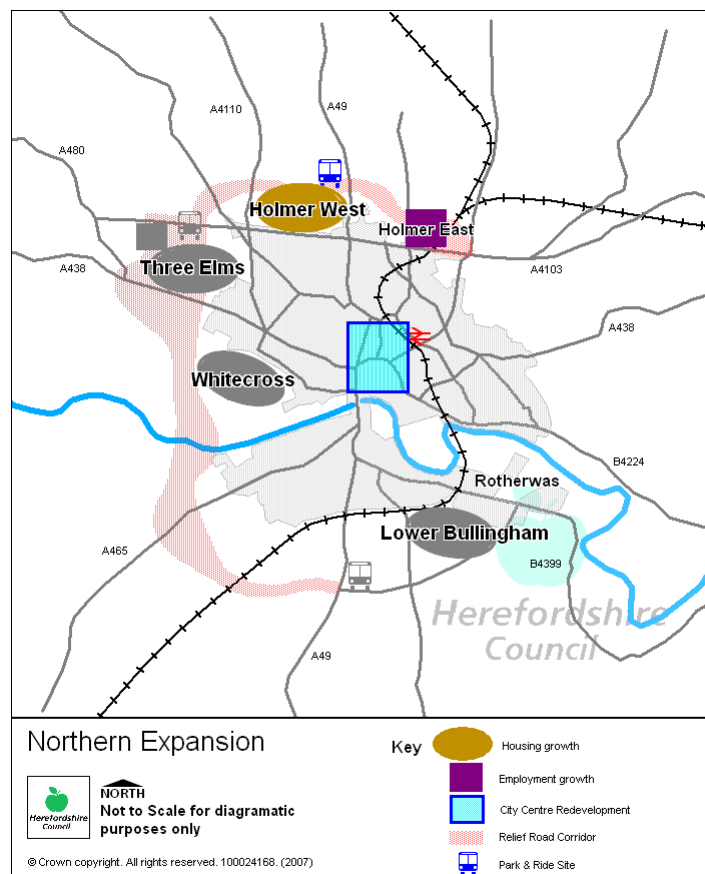 A4110
A49
A480
Holmer West
Holmer East
A438
Three Elms
A4103
A438
Whitecross
B4224
Rotherwas
Lower Bullingham
A465
B4399
Herefordshire
Council
A49
Northern Expansion
Key
Housing growth
Employment growth
City Centre Redevelopment
Relief Road Corridor
Park & Ride Site
NORTH
Not to Scale for diagramatic
purposes only
Herefordshire
Council
© Crown copyright. All rights reserved. 100024168. (2007)